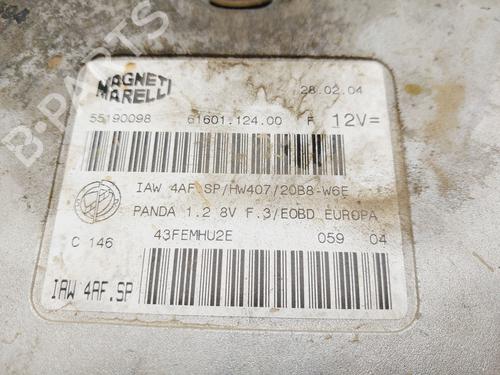 B-PARTS
MAGNETI MARELLI
28.02.04
55190098 61601.124.00 F 12V=
IAW 4AF.SP/HW407/20B8-W6E
PANDA 1.2 8V F.3/EOBD EUROPA
C 146 43FEMHU2E 059 04
IAW 4AF.SP